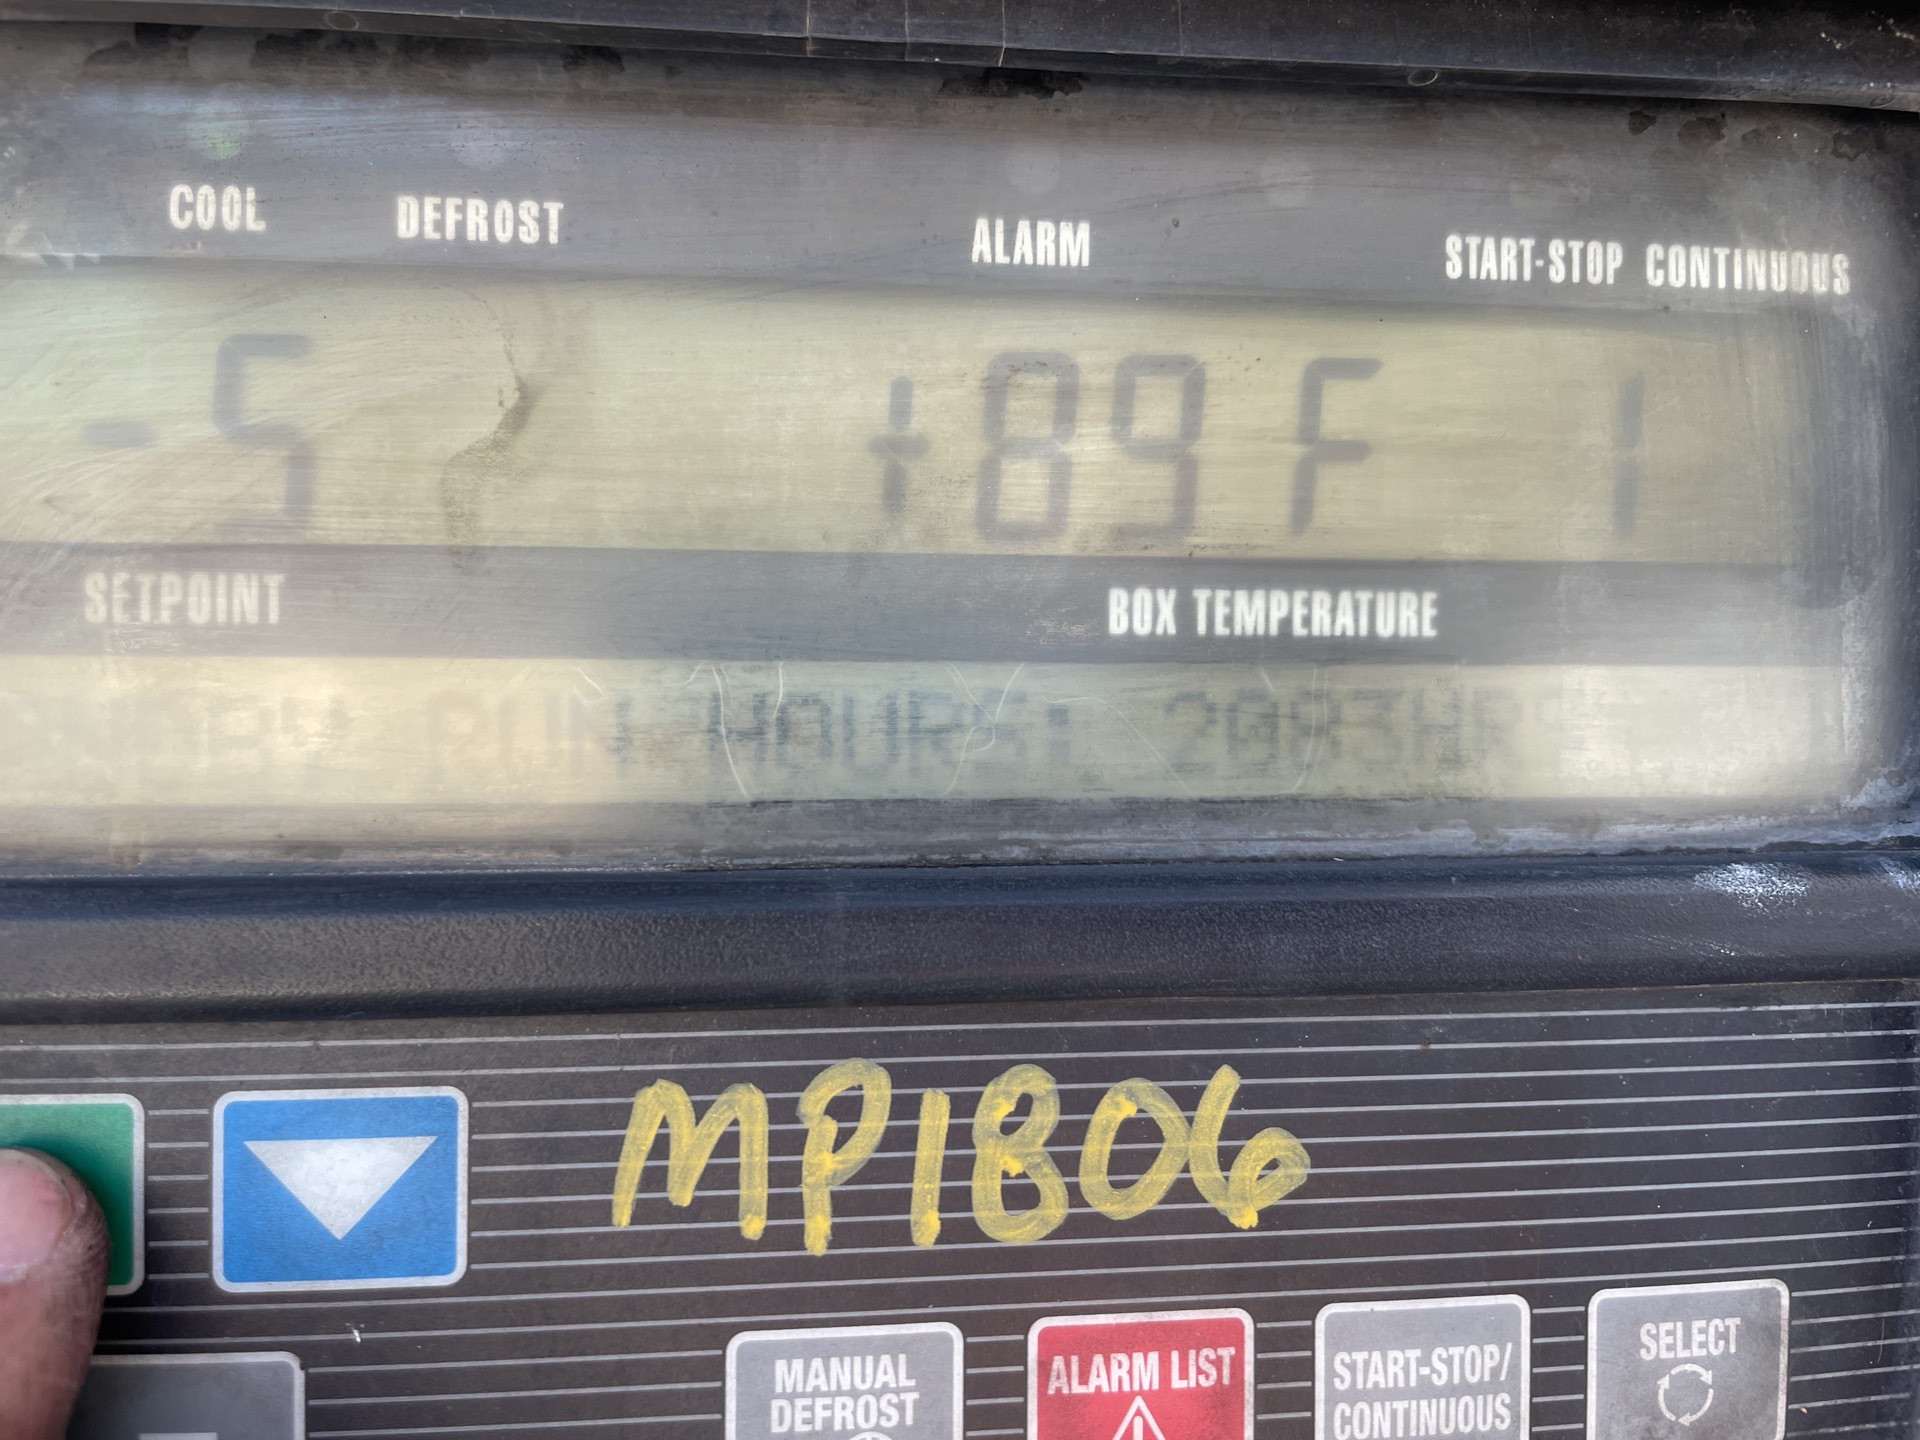 COOL DEFROST ALARM START-STOP CONTINUOUS
-5 +89 F 1
SETPOINT BOX TEMPERATURE
RUN HOURS: 2083HR
MP1806
MANUAL
DEFROST
ALARM LIST
START-STOP/
CONTINUOUS
SELECT